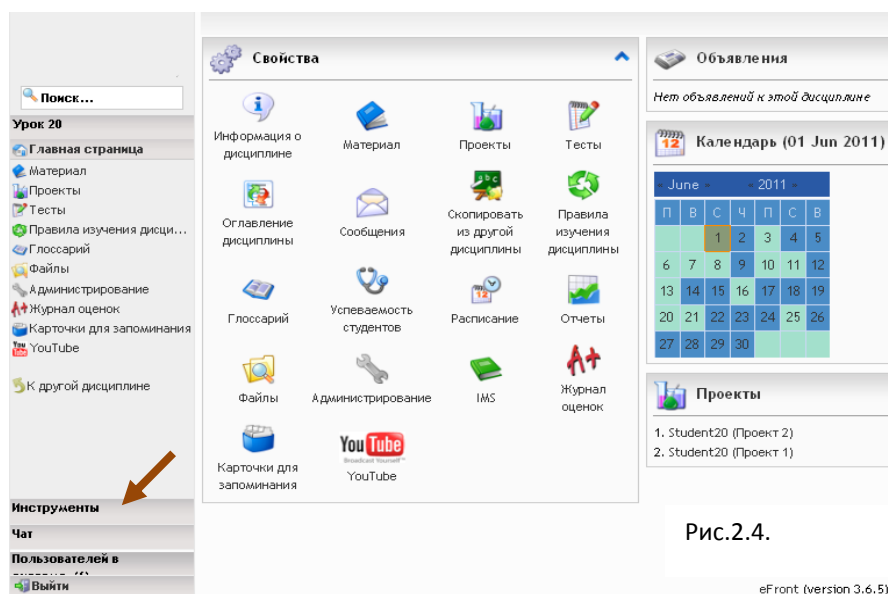 Поиск...
Урок 20
Главная страница
Материал
Проекты
Тесты
Правила изучения дисци...
Глоссарий
Файлы
Администрирование
Журнал оценок
Карточки для запоминания
YouTube
К другой дисциплине
Инструменты
Чат
Пользователей в
Выйти
Свойства
Информация о
дисциплине
Материал
Проекты
Тесты
Оглавление
дисциплины
Сообщения
Скопировать
из другой
дисциплины
Правила
изучения
дисциплины
Глоссарий
Успеваемость
студентов
Расписание
Отчеты
Файлы
Администрирование
IMS
Журнал
оценок
Карточки для
запоминания
You Tube
Broadcast Yourself™
YouTube
Объявления
Нет объявлений к этой дисциплине
Календарь (01 Jun 2011)
« June » « 2011 »
П В С Ч П С В
1 2 3 4 5
6 7 8 9 10 11 12
13 14 15 16 17 18 19
20 21 22 23 24 25 26
27 28 29 30
Проекты
1. Student20 (Проект 2)
2. Student20 (Проект 1)
Рис.2.4.
eFront (version 3.6.5)